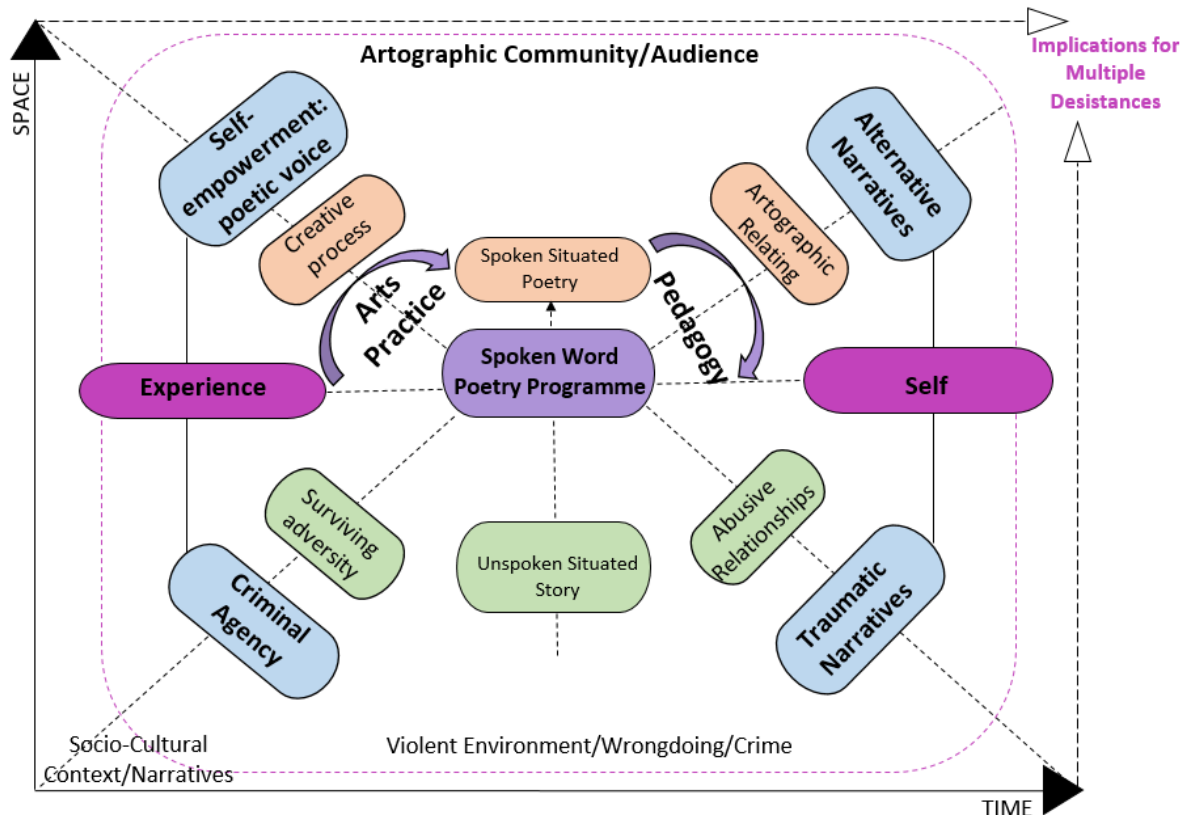 SPACE
Artographic Community/Audience
Implications for
Multiple
Desistances
Self-
empowerment:
poetic voice
Creative
process
Arts
Practice
Spoken Situated
Poetry
Pedagogy
Artographic
Relating
Alternative
Narratives
Experience
Spoken Word
Poetry Programme
Self
Surviving
adversity
Criminal
Agency
Unspoken Situated
Story
Abusive
Relationships
Traumatic
Narratives
Socio-Cultural
Context/Narratives
Violent Environment/Wrongdoing/Crime
TIME